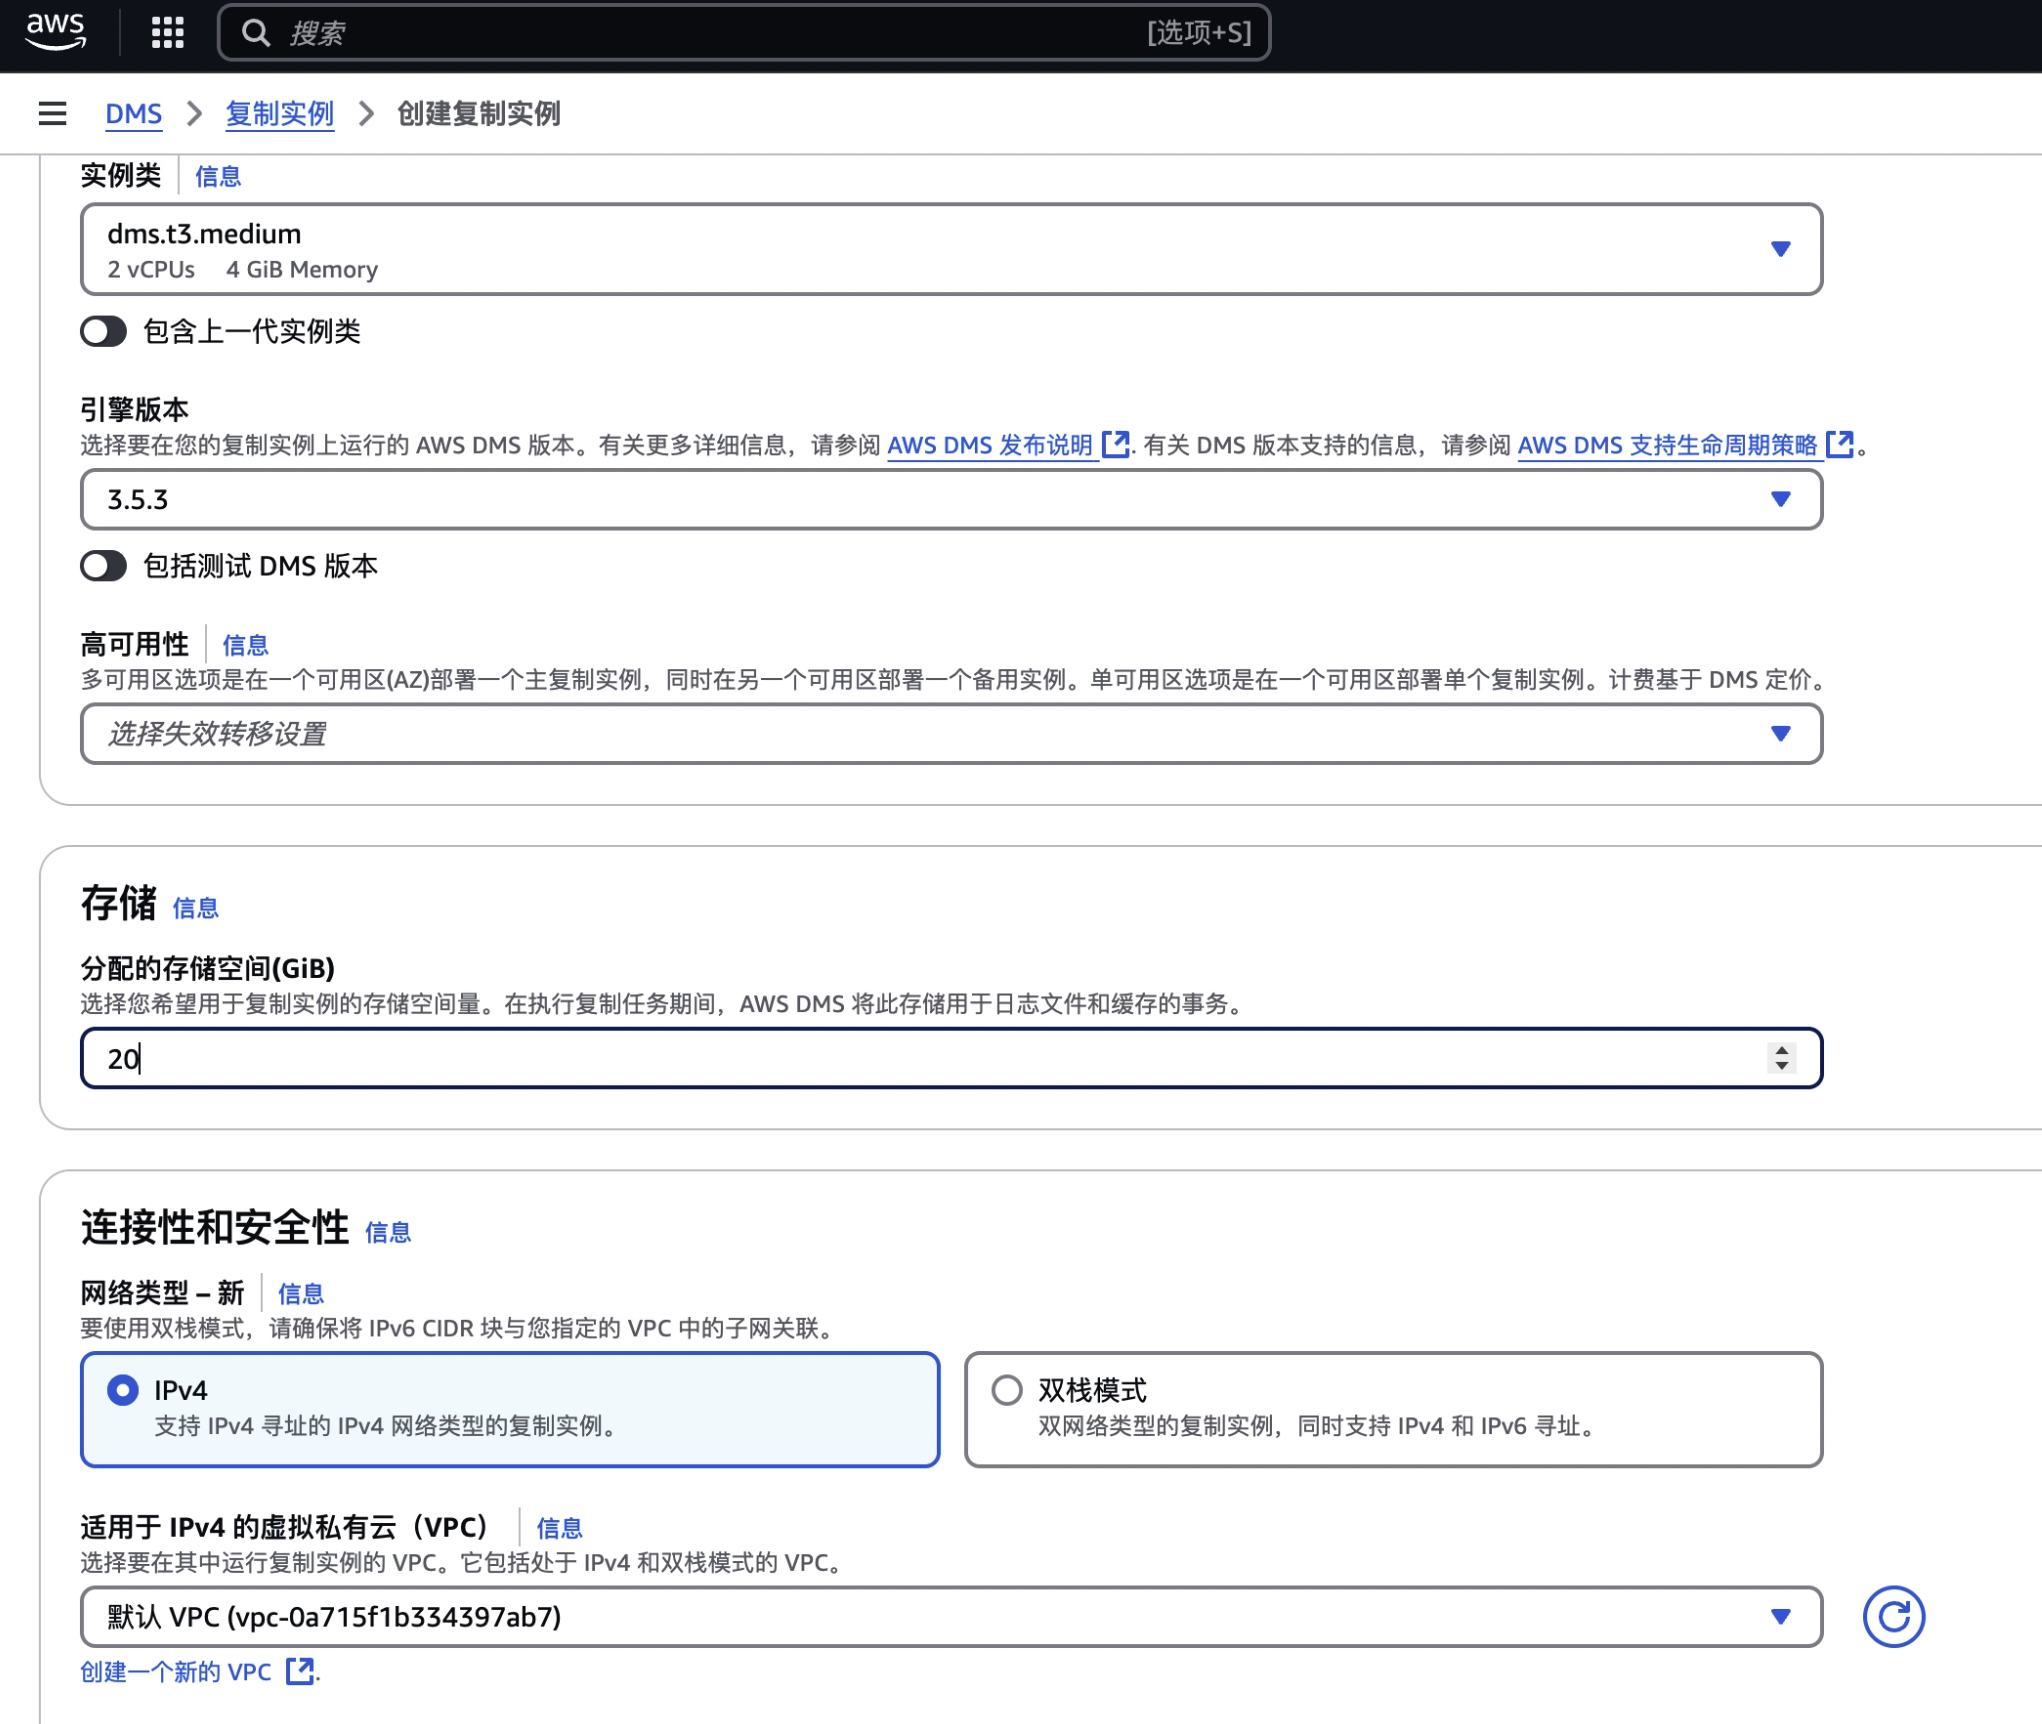 aws
搜索
[选项+S]
DMS
复制实例
创建复制实例
实例类
信息
dms.t3.medium
2 vCPUs 4 GiB Memory
包含上一代实例类
引擎版本
选择要在您的复制实例上运行的 AWS DMS 版本。有关更多详细信息，请参阅 AWS DMS 发布说明. 有关 DMS 版本支持的信息，请参阅 AWS DMS 支持生命周期策略。
3.5.3
包括测试 DMS 版本
高可用性
信息
多可用区选项是在一个可用区(AZ)部署一个主复制实例，同时在另一个可用区部署一个备用实例。单可用区选项是在一个可用区部署单个复制实例。计费基于 DMS 定价。
选择失效转移设置
存储 信息
分配的存储空间(GiB)
选择您希望用于复制实例的存储空间量。在执行复制任务期间，AWS DMS 将此存储用于日志文件和缓存的事务。
20
连接性和安全性 信息
网络类型 – 新
信息
要使用双栈模式，请确保将 IPv6 CIDR 块与您指定的 VPC 中的子网关联。
IPv4
支持 IPv4 寻址的 IPv4 网络类型的复制实例。
双栈模式
双网络类型的复制实例，同时支持 IPv4 和 IPv6 寻址。
适用于 IPv4 的虚拟私有云（VPC）
信息
选择要在其中运行复制实例的 VPC。它包括处于 IPv4 和双栈模式的 VPC。
默认 VPC (vpc-0a715f1b334397ab7)
创建一个新的 VPC .